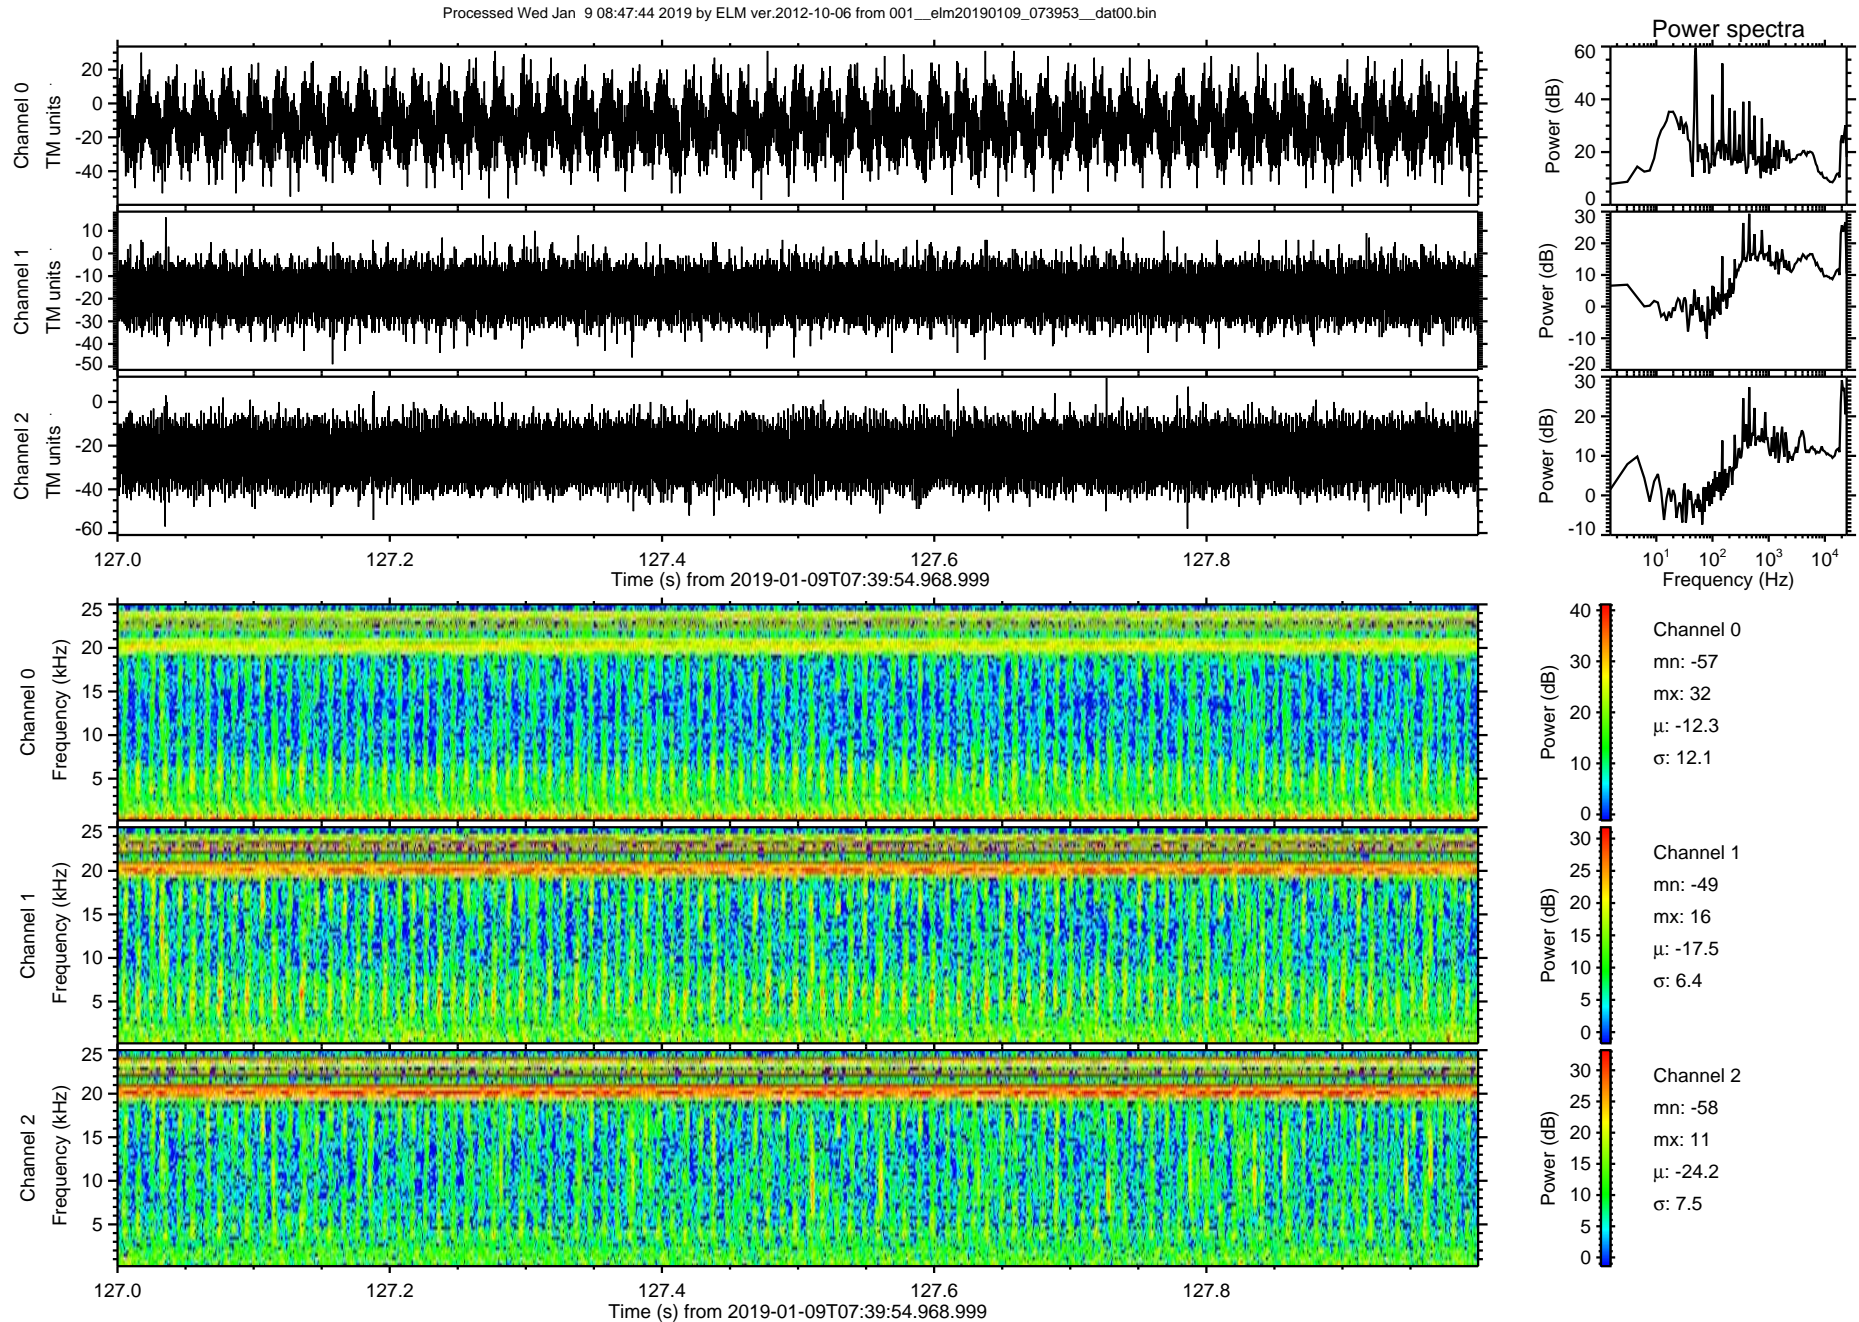 Processed Wed Jan  9 08:47:44 2019 by ELM ver.2012-10-06 from 001__elm20190109_073953__dat00.bin
Power spectra
Channel 0
TM units
20
0
-20
-40
Power (dB)
60
40
20
0
Channel 1
TM units
10
0
-10
-20
-30
-40
-50
Power (dB)
30
20
10
0
-10
-20
Channel 2
TM units
0
-20
-40
-60
Power (dB)
30
20
10
0
-10
127.0 127.2 127.4 127.6 127.8
Time (s) from 2019-01-09T07:39:54.968.999
10¹ 10² 10³ 10⁴
Frequency (Hz)
Channel 0
Frequency (kHz)
25
20
15
10
5
Power (dB)
40
30
20
10
0
Channel 0
mn: -57
mx: 32
µ: -12.3
σ: 12.1
Channel 1
Frequency (kHz)
25
20
15
10
5
Power (dB)
30
25
20
15
10
5
0
Channel 1
mn: -49
mx: 16
µ: -17.5
σ: 6.4
Channel 2
Frequency (kHz)
25
20
15
10
5
Power (dB)
30
25
20
15
10
5
0
Channel 2
mn: -58
mx: 11
µ: -24.2
σ: 7.5
127.0 127.2 127.4 127.6 127.8
Time (s) from 2019-01-09T07:39:54.968.999